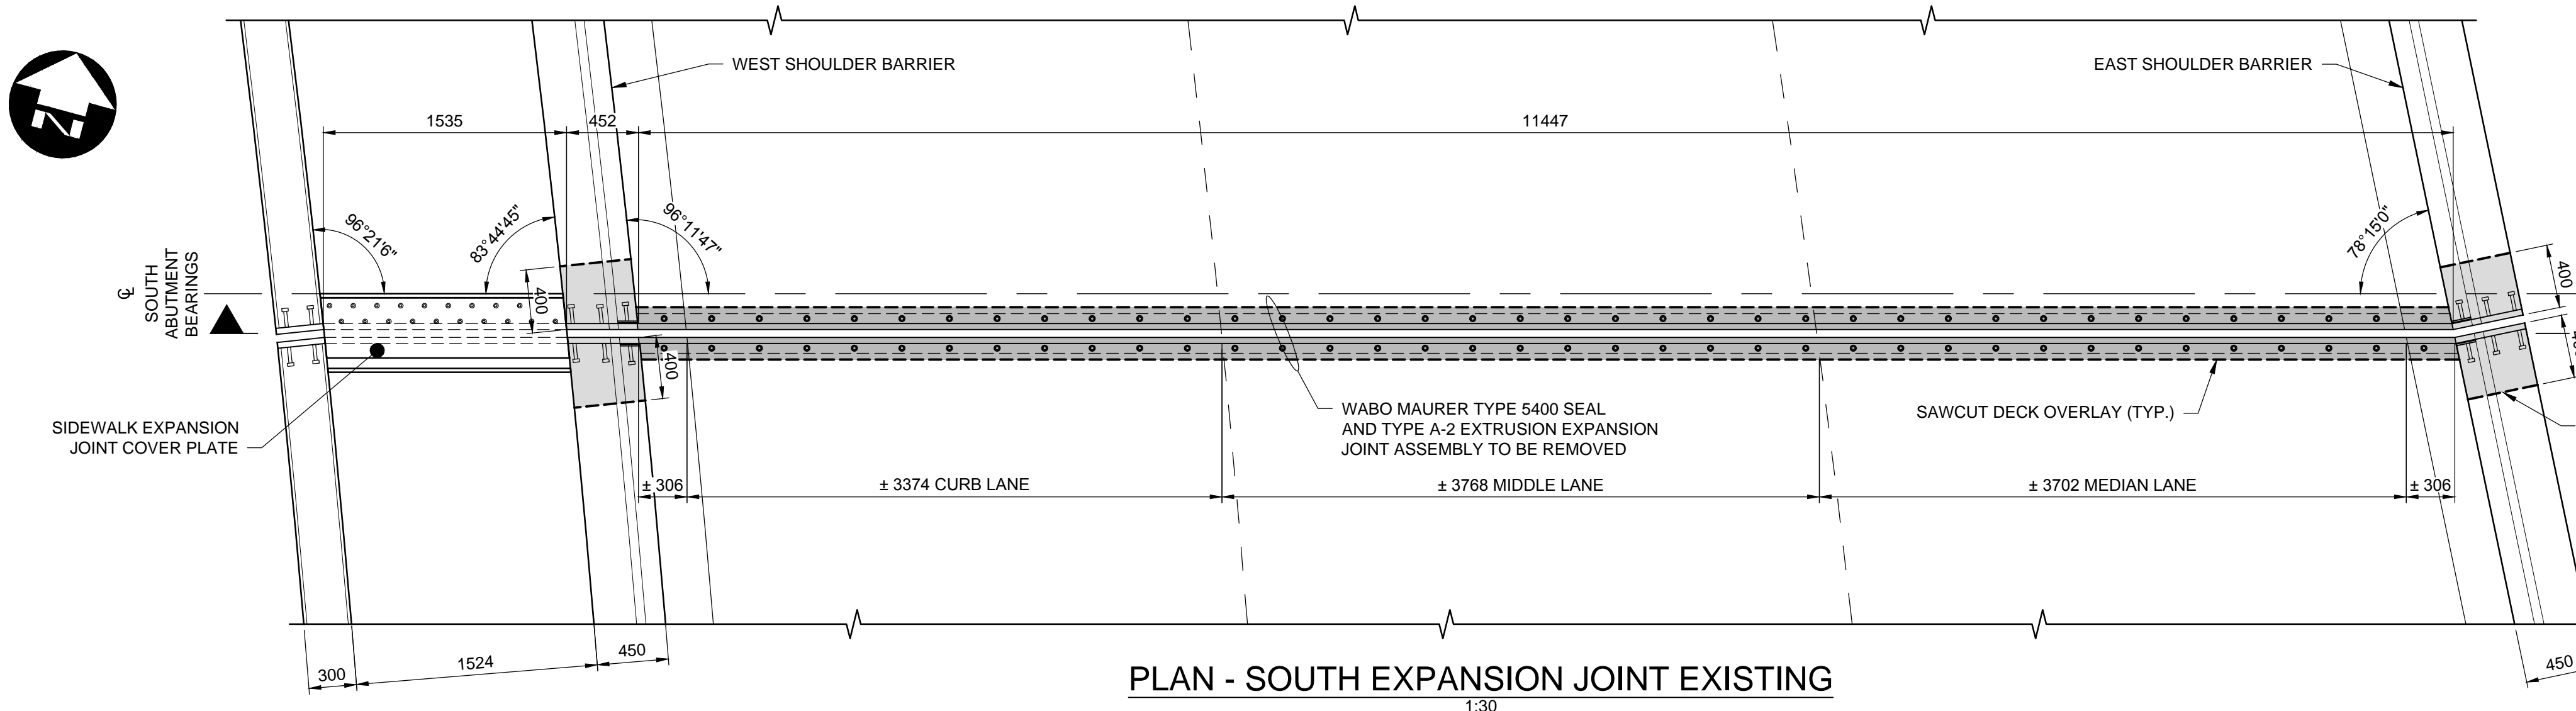 WEST SHOULDER BARRIER
EAST SHOULDER BARRIER
N
1535
452
11447
96°21'6"
83°44'45"
96°11'47"
78°15'0"
℄
SOUTH
ABUTMENT
BEARINGS
400
400
400
SIDEWALK EXPANSION
JOINT COVER PLATE
WABO MAURER TYPE 5400 SEAL
AND TYPE A-2 EXTRUSION EXPANSION
JOINT ASSEMBLY TO BE REMOVED
SAWCUT DECK OVERLAY (TYP.)
± 306
± 3374 CURB LANE
± 3768 MIDDLE LANE
± 3702 MEDIAN LANE
± 306
300
1524
450
450
PLAN - SOUTH EXPANSION JOINT EXISTING
1:30